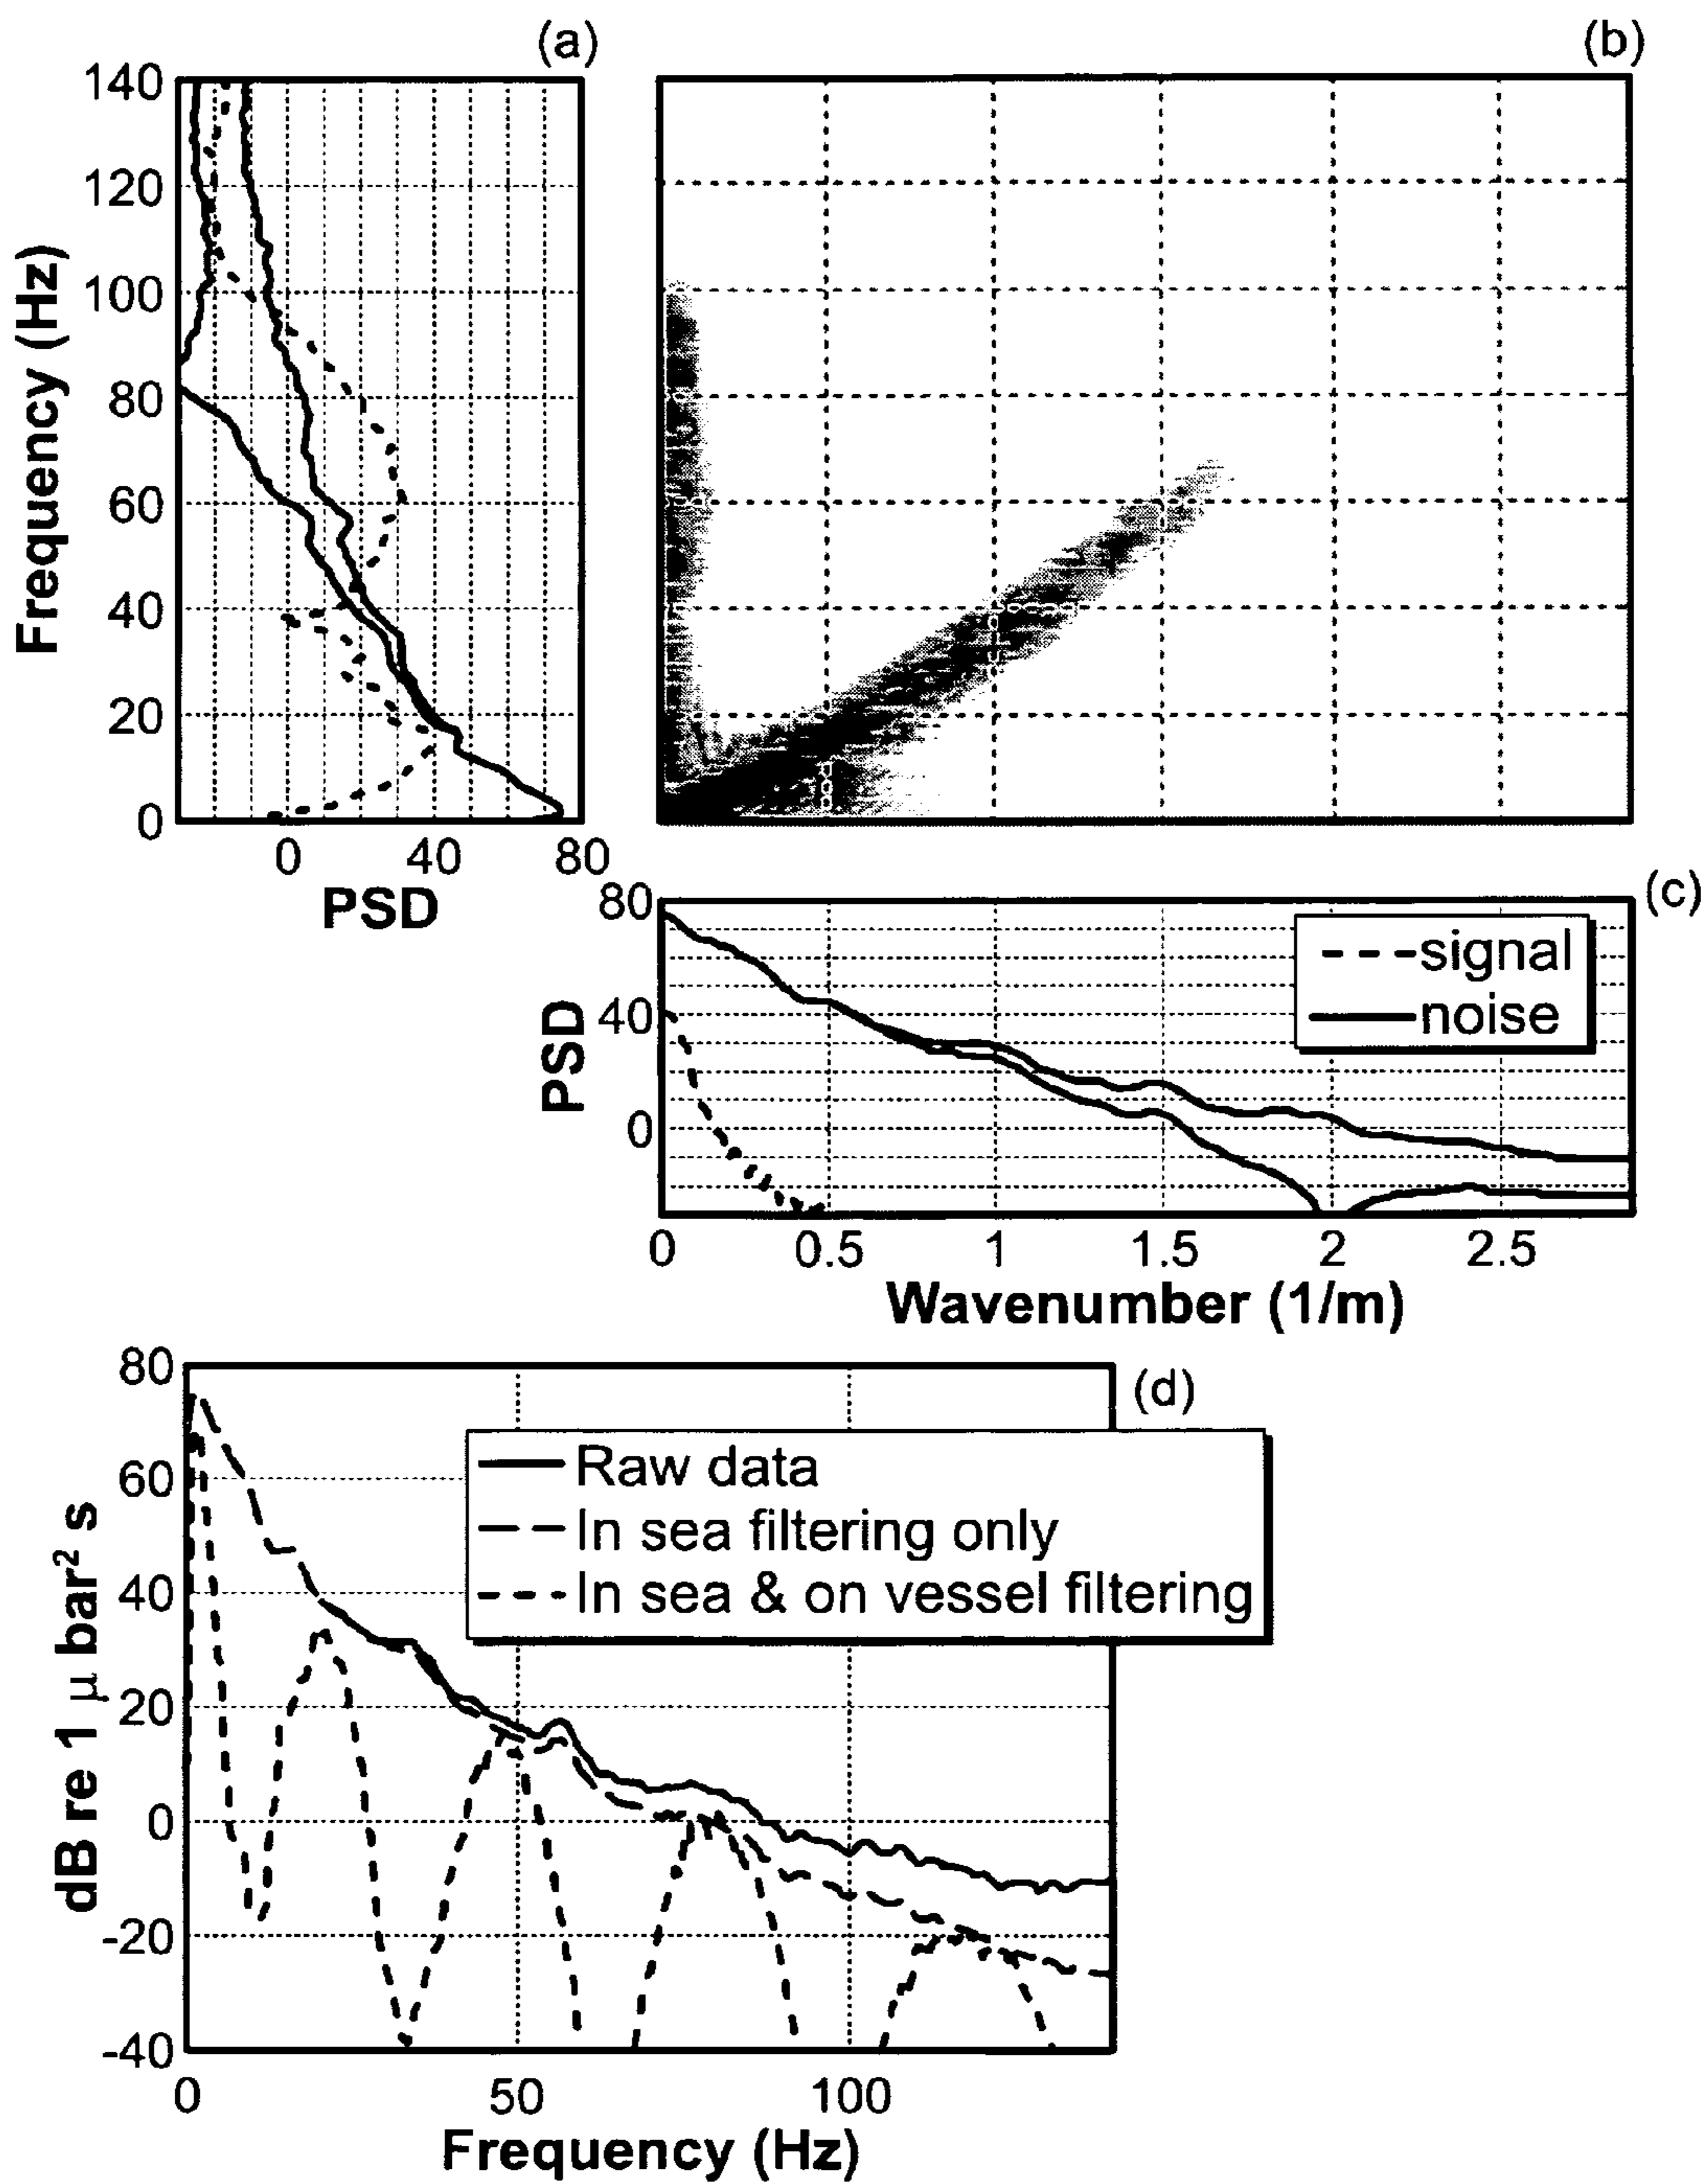 (a)
(b)
140
120
100
80
60
40
20
0
Frequency (Hz)
0 40 80
PSD
(c)
80
40
0
PSD
signal
noise
0 0.5 1 1.5 2 2.5
Wavenumber (1/m)
(d)
80
60
40
20
0
-20
-40
dB re 1 μ bar² s
Raw data
In sea filtering only
In sea & on vessel filtering
0 50 100
Frequency (Hz)